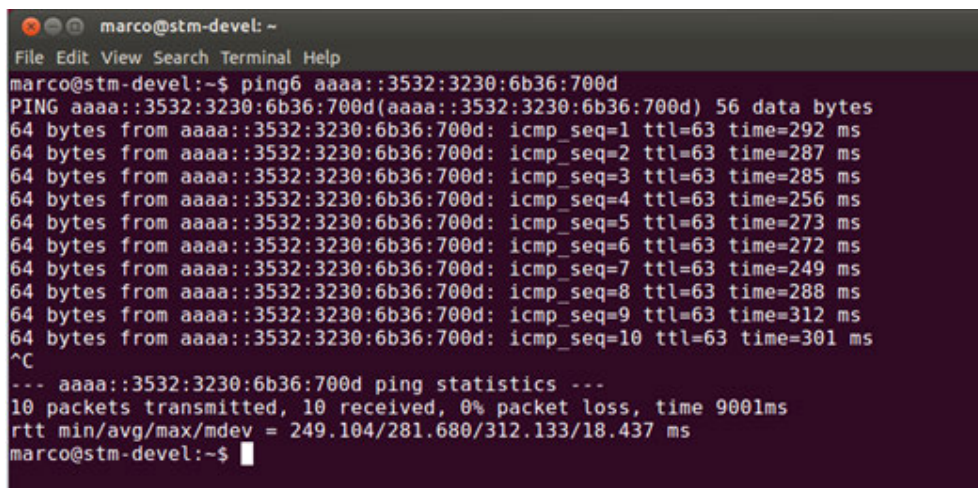 marco@stm-devel: ~
File Edit View Search Terminal Help
marco@stm-devel:~$ ping6 aaaa::3532:3230:6b36:700d
PING aaaa::3532:3230:6b36:700d(aaaa::3532:3230:6b36:700d) 56 data bytes
64 bytes from aaaa::3532:3230:6b36:700d: icmp_seq=1 ttl=63 time=292 ms
64 bytes from aaaa::3532:3230:6b36:700d: icmp_seq=2 ttl=63 time=287 ms
64 bytes from aaaa::3532:3230:6b36:700d: icmp_seq=3 ttl=63 time=285 ms
64 bytes from aaaa::3532:3230:6b36:700d: icmp_seq=4 ttl=63 time=256 ms
64 bytes from aaaa::3532:3230:6b36:700d: icmp_seq=5 ttl=63 time=273 ms
64 bytes from aaaa::3532:3230:6b36:700d: icmp_seq=6 ttl=63 time=272 ms
64 bytes from aaaa::3532:3230:6b36:700d: icmp_seq=7 ttl=63 time=249 ms
64 bytes from aaaa::3532:3230:6b36:700d: icmp_seq=8 ttl=63 time=288 ms
64 bytes from aaaa::3532:3230:6b36:700d: icmp_seq=9 ttl=63 time=312 ms
64 bytes from aaaa::3532:3230:6b36:700d: icmp_seq=10 ttl=63 time=301 ms
^C
--- aaaa::3532:3230:6b36:700d ping statistics ---
10 packets transmitted, 10 received, 0% packet loss, time 9001ms
rtt min/avg/max/mdev = 249.104/281.680/312.133/18.437 ms
marco@stm-devel:~$